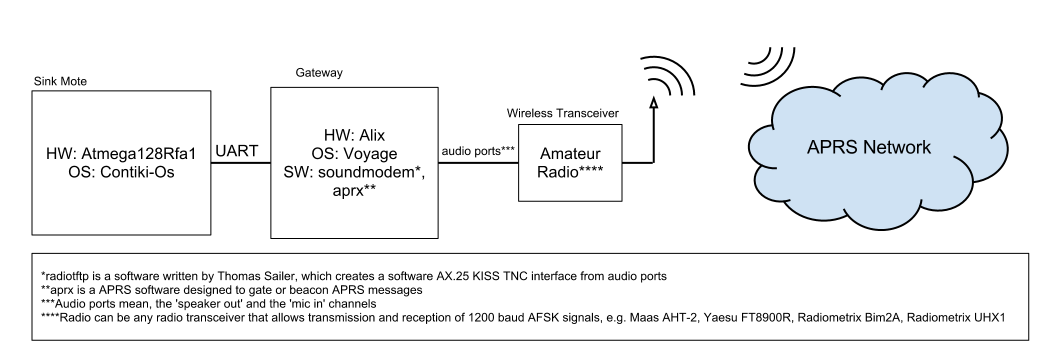 Sink Mote
HW: Atmega128Rfa1
OS: Contiki-Os
UART
Gateway
HW: Alix
OS: Voyage
SW: soundmodem*,
aprx**
audio ports***
Wireless Transceiver
Amateur
Radio****
APRS Network
*radiotftp is a software written by Thomas Sailer, which creates a software AX.25 KISS TNC interface from audio ports
**aprx is a APRS software designed to gate or beacon APRS messages
***Audio ports mean, the 'speaker out' and the 'mic in' channels
****Radio can be any radio transceiver that allows transmission and reception of 1200 baud AFSK signals, e.g. Maas AHT-2, Yaesu FT8900R, Radiometrix Bim2A, Radiometrix UHX1